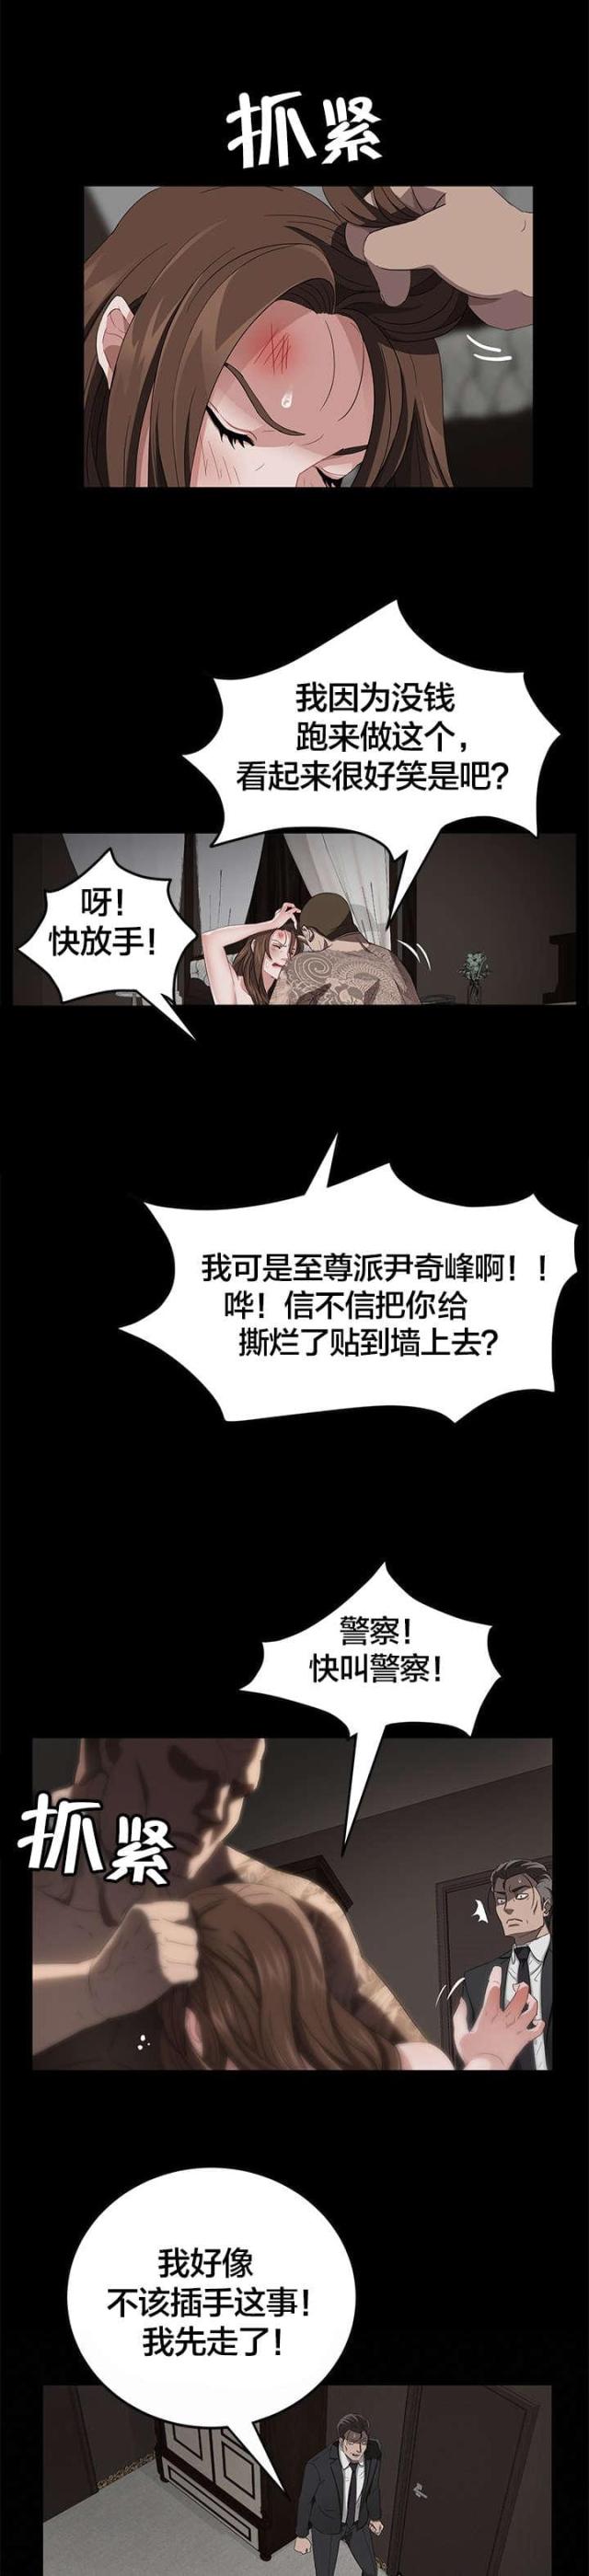 抓紧
我因为没钱
跑来做这个，
看起来很好笑是吧？
呀！
快放手！
我可是至尊派尹奇峰啊！！
哗！信不信把你给
撕烂了贴到墙上去？
警察！
快叫警察！
抓紧
我好像
不该插手这事！
我先走了！